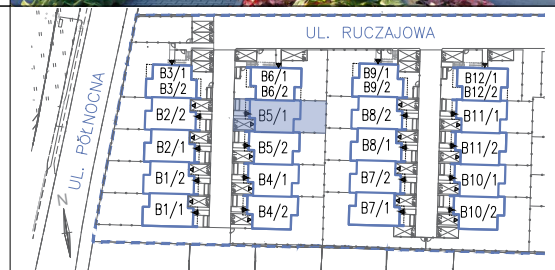 UL. RUCZAJOWA
UL. PÓŁNOCNA
N
B3/1
B3/2
B2/2
B2/1
B1/2
B1/1
B6/1
B6/2
B5/1
B5/2
B4/1
B4/2
B9/1
B9/2
B8/2
B8/1
B7/2
B7/1
B12/1
B12/2
B11/1
B11/2
B10/1
B10/2